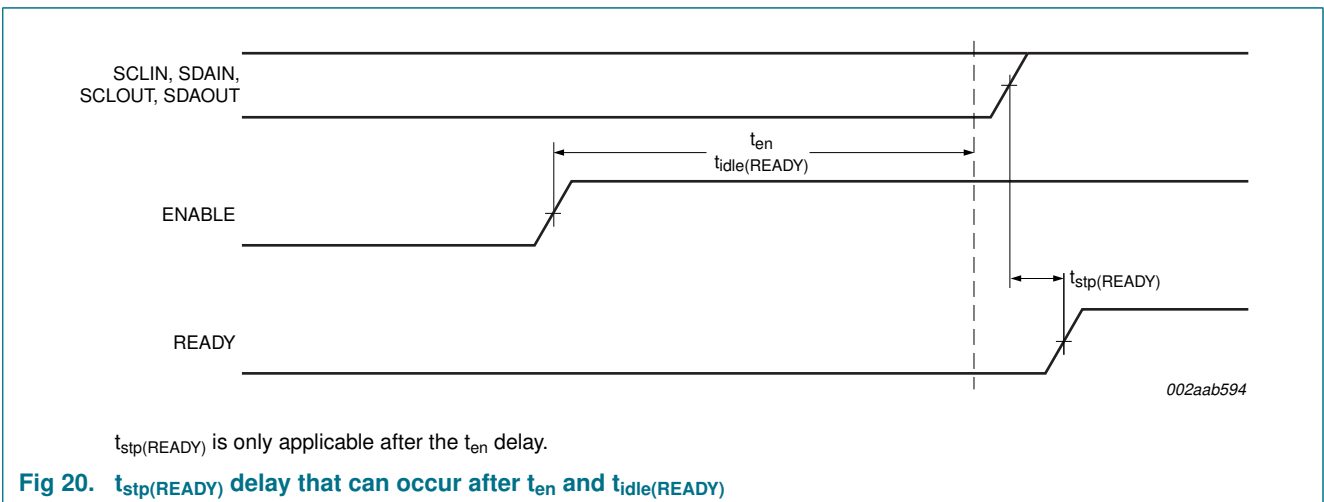 SCLIN, SDAIN,
SCLOUT, SDAOUT
ten
tidle(READY)
ENABLE
tstp(READY)
READY
002aab594
tstp(READY) is only applicable after the ten delay.
Fig 20. tstp(READY) delay that can occur after ten and tidle(READY)